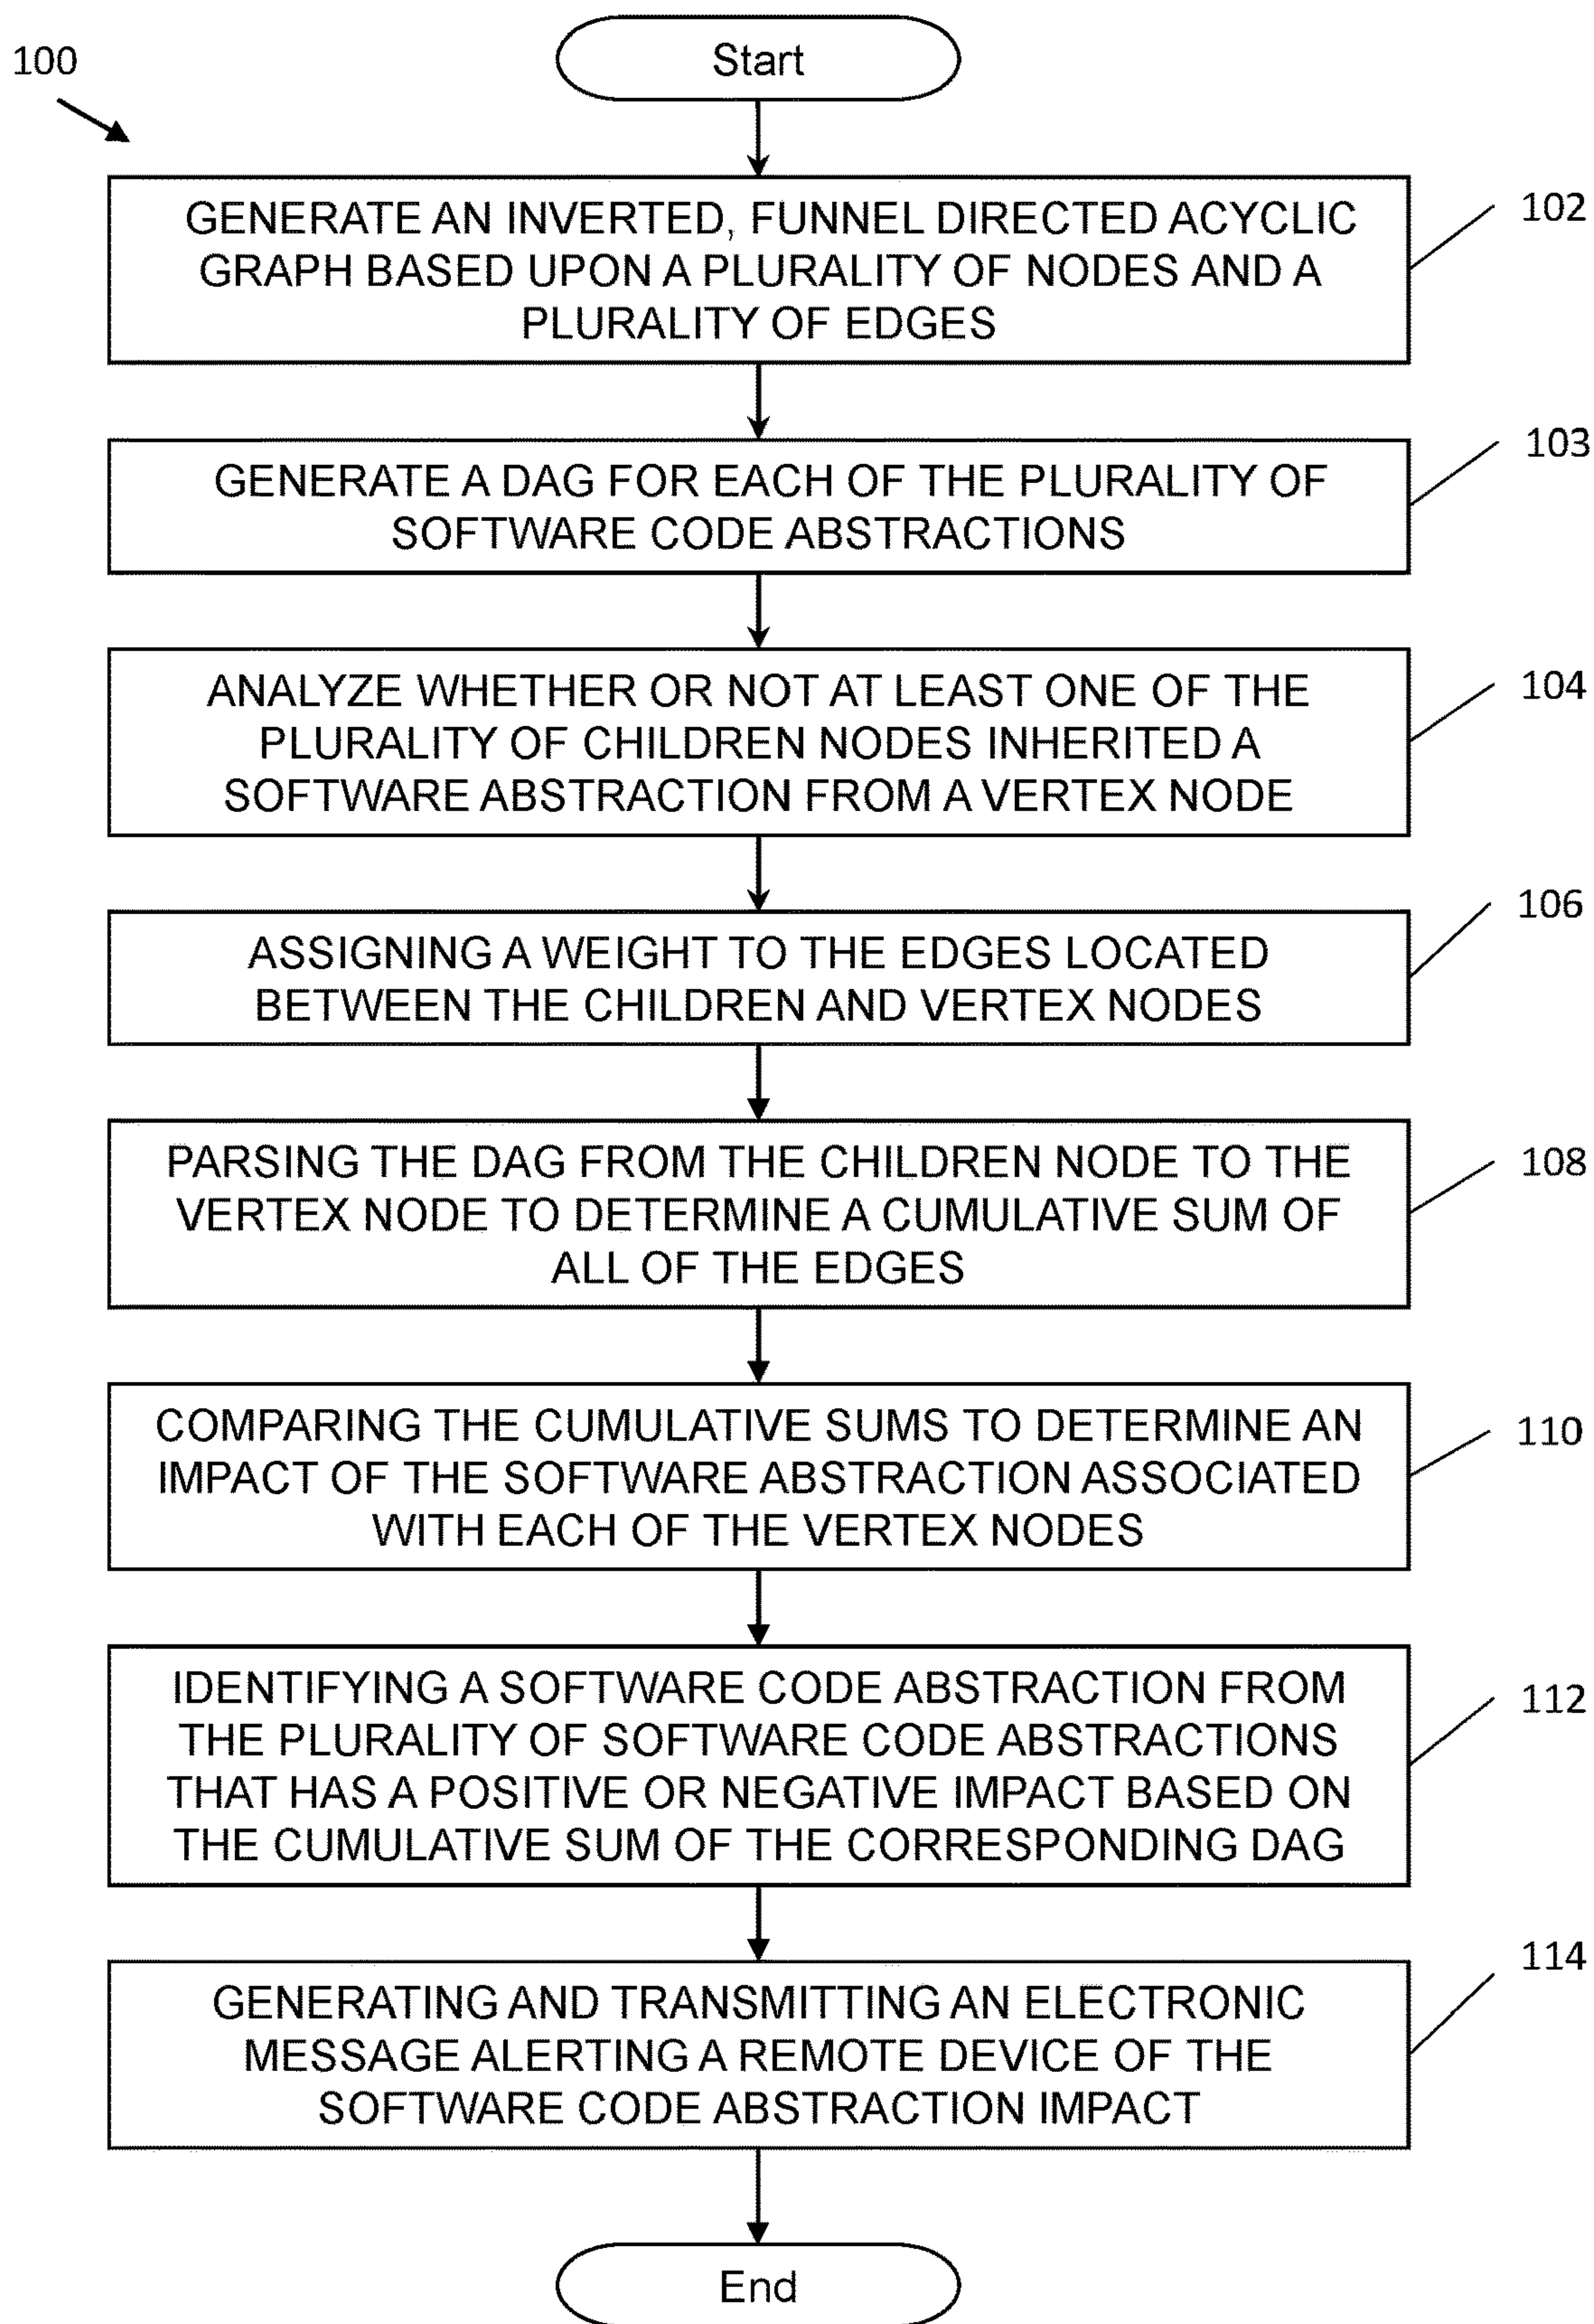 100
Start
GENERATE AN INVERTED, FUNNEL DIRECTED ACYCLIC
GRAPH BASED UPON A PLURALITY OF NODES AND A
PLURALITY OF EDGES
102
GENERATE A DAG FOR EACH OF THE PLURALITY OF
SOFTWARE CODE ABSTRACTIONS
103
ANALYZE WHETHER OR NOT AT LEAST ONE OF THE
PLURALITY OF CHILDREN NODES INHERITED A
SOFTWARE ABSTRACTION FROM A VERTEX NODE
104
ASSIGNING A WEIGHT TO THE EDGES LOCATED
BETWEEN THE CHILDREN AND VERTEX NODES
106
PARSING THE DAG FROM THE CHILDREN NODE TO THE
VERTEX NODE TO DETERMINE A CUMULATIVE SUM OF
ALL OF THE EDGES
108
COMPARING THE CUMULATIVE SUMS TO DETERMINE AN
IMPACT OF THE SOFTWARE ABSTRACTION ASSOCIATED
WITH EACH OF THE VERTEX NODES
110
IDENTIFYING A SOFTWARE CODE ABSTRACTION FROM
THE PLURALITY OF SOFTWARE CODE ABSTRACTIONS
THAT HAS A POSITIVE OR NEGATIVE IMPACT BASED ON
THE CUMULATIVE SUM OF THE CORRESPONDING DAG
112
GENERATING AND TRANSMITTING AN ELECTRONIC
MESSAGE ALERTING A REMOTE DEVICE OF THE
SOFTWARE CODE ABSTRACTION IMPACT
114
End